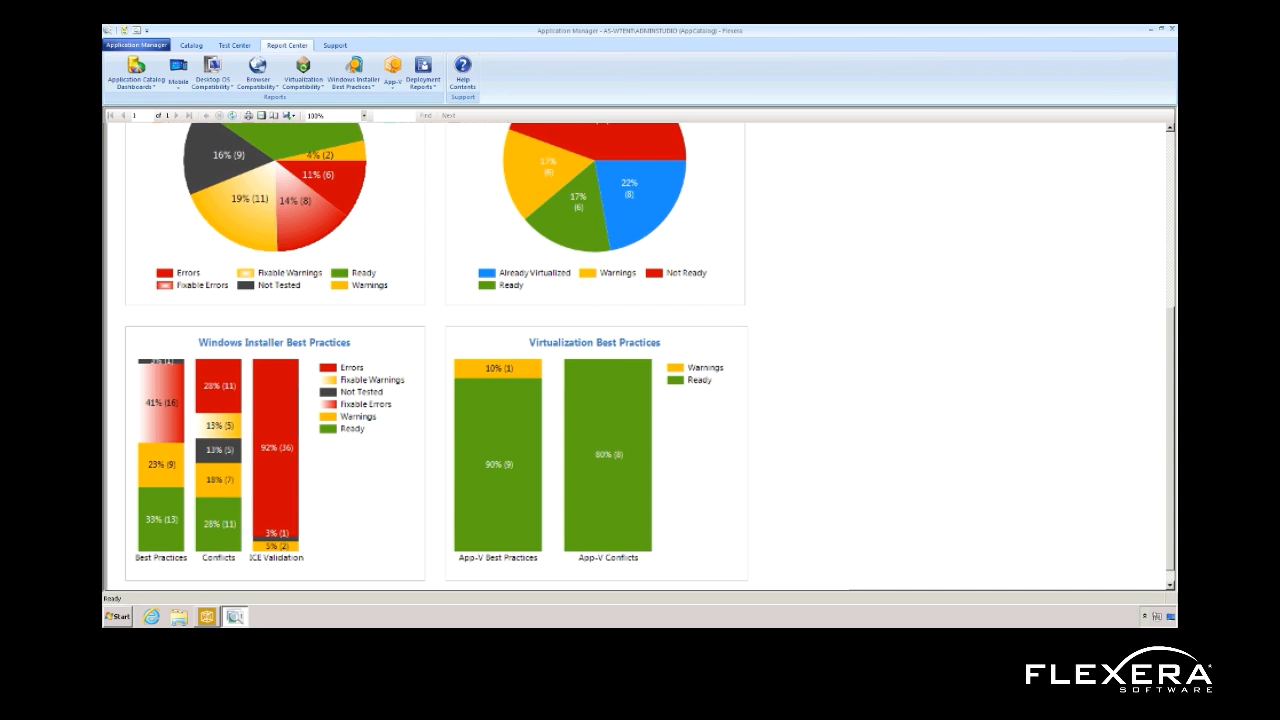 Application Manager - AS-WTENT\ADMINSTUDIO (AppCatalog) - Flexera
Application Manager Catalog Test Center Report Center Support
Application Catalog Dashboards Mobile Desktop OS Compatibility Browser Compatibility Virtualization Compatibility Windows Installer Best Practices App-V Deployment Reports Help Contents
Reports Support
1 of 1 100% Find Next
16% (9) 4% (2) 11% (6) 19% (11) 14% (8)
17% (6) 17% (6) 22% (8)
Errors Fixable Warnings Ready
Fixable Errors Not Tested Warnings
Already Virtualized Warnings Not Ready
Ready
Windows Installer Best Practices
41% (16) 23% (9) 33% (13)
28% (11) 13% (5) 13% (5) 18% (7) 28% (11)
92% (36) 3% (1) 5% (2)
Errors
Fixable Warnings
Not Tested
Fixable Errors
Warnings
Ready
Best Practices Conflicts ICE Validation
Virtualization Best Practices
10% (1) 90% (9)
80% (8)
Warnings
Ready
App-V Best Practices App-V Conflicts
Ready
Start
FLEXERA
SOFTWARE